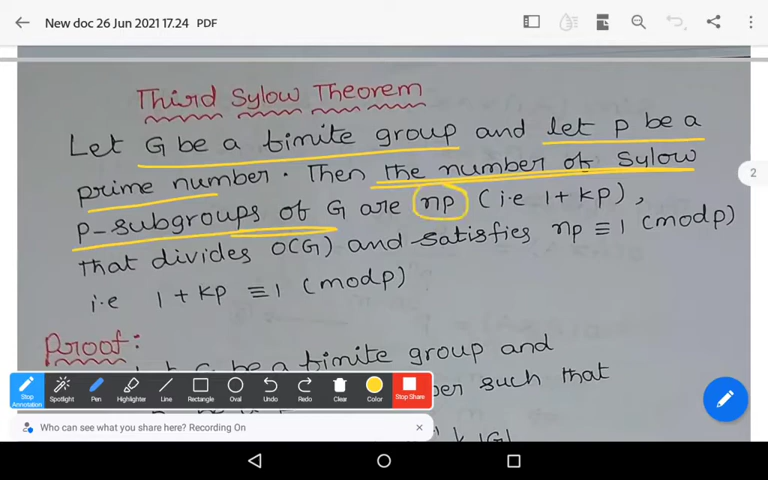 New doc 26 Jun 2021 17.24 PDF
Third Sylow Theorem
Let G be a finite group and let p be a
prime number. Then the number of Sylow
2
p-subgroups of G are np (i.e 1+kp),
that divides O(G) and satisfies np ≡ 1 (mod p)
i.e 1+kp ≡ 1 (mod p)
Proof:
G be a finite group and
ber such that
Stop Annotation Spotlight Pen Highlighter Line Rectangle Oval Undo Redo Clear Color Stop Share
Who can see what you share here? Recording On